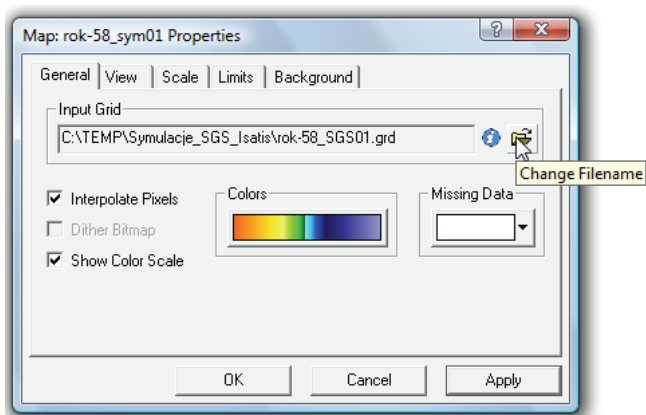 Map: rok-58_sym01 Properties
General View Scale Limits Background
Input Grid
C:\TEMP\Symulacje_SGS_Isatis\rok-58_SGS01.grd
Change Filename
Interpolate Pixels
Colors
Missing Data
Dither Bitmap
Show Color Scale
OK Cancel Apply